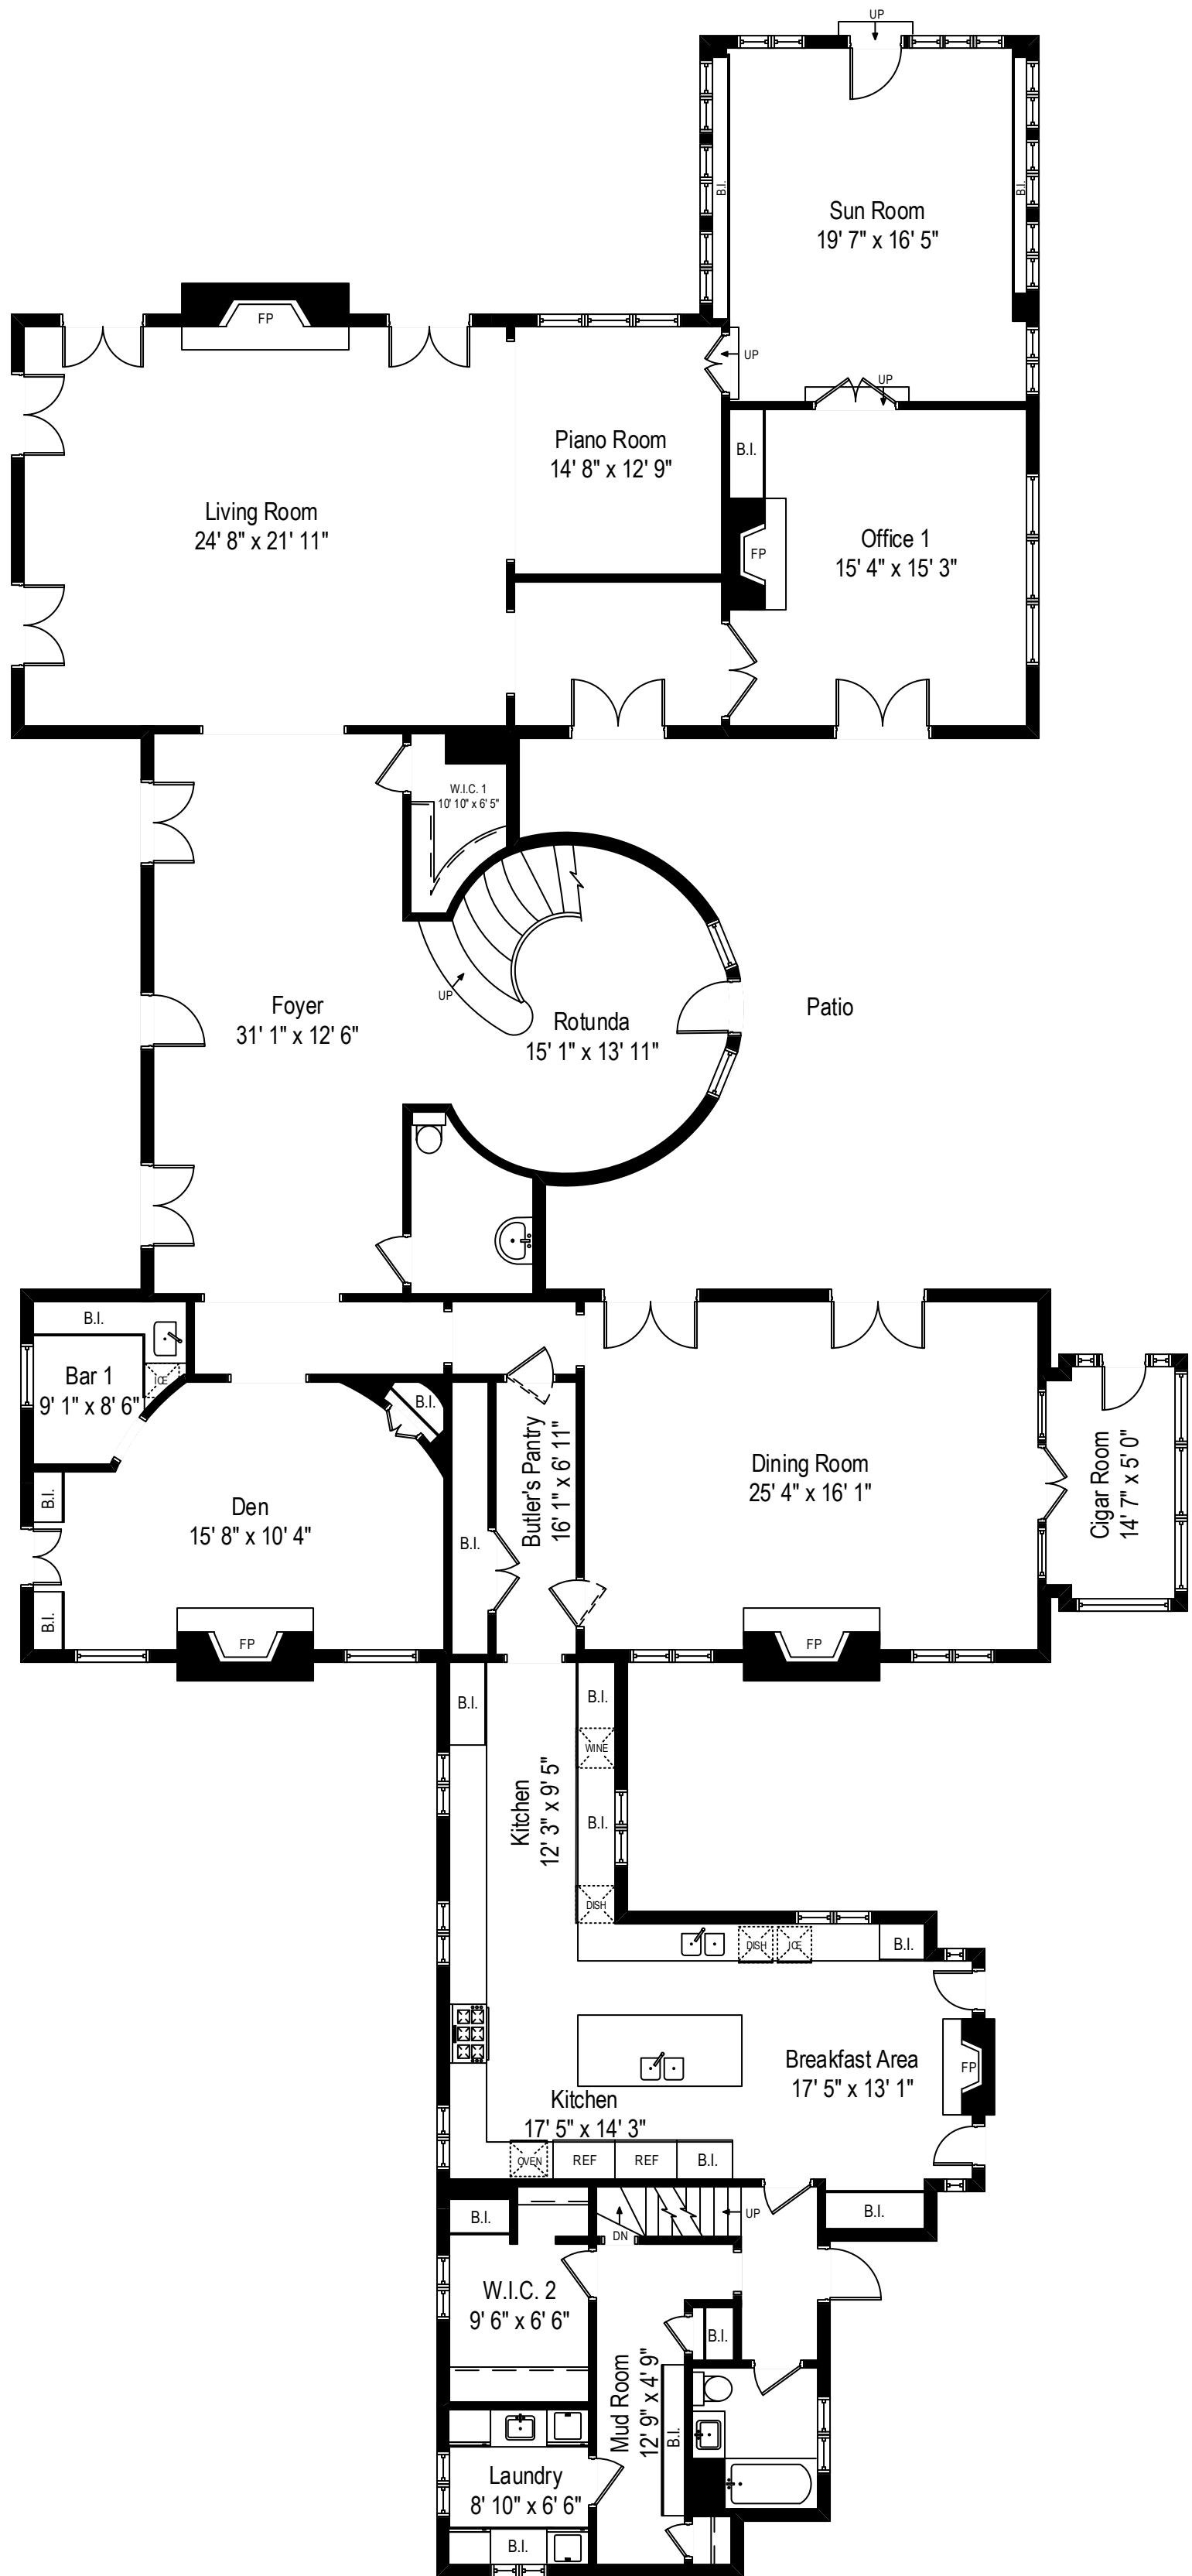 UP
B.I.
B.I.
Sun Room
19' 7" x 16' 5"
FP
UP
UP
Piano Room
14' 8" x 12' 9"
B.I.
Living Room
24' 8" x 21' 11"
Office 1
15' 4" x 15' 3"
FP
W.I.C. 1
10' 10" x 6' 5"
UP
Foyer
31' 1" x 12' 6"
Rotunda
15' 1" x 13' 11"
Patio
B.I.
Bar 1
9' 1" x 8' 6"
ICE
B.I.
Butler's Pantry
16' 1" x 6' 11"
Dining Room
25' 4" x 16' 1"
Cigar Room
14' 7" x 5' 0"
B.I.
Den
15' 8" x 10' 4"
B.I.
B.I.
FP
FP
B.I.
B.I.
WINE
Kitchen
12' 3" x 9' 5"
B.I.
DISH
DISH
ICE
B.I.
Breakfast Area
17' 5" x 13' 1"
FP
Kitchen
17' 5" x 14' 3"
OVEN
REF
REF
B.I.
B.I.
UP
DN
B.I.
W.I.C. 2
9' 6" x 6' 6"
B.I.
Mud Room
12' 9" x 4' 9"
B.I.
Laundry
8' 10" x 6' 6"
B.I.